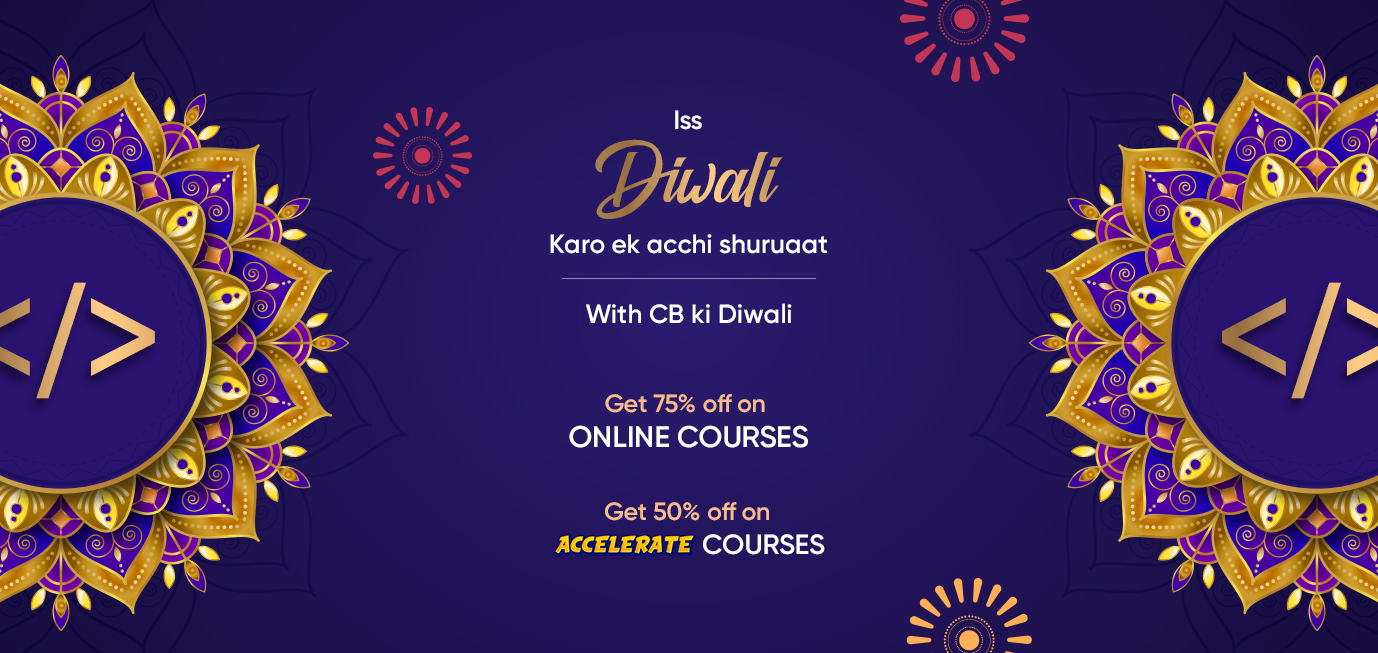 Iss
Diwali
Karo ek acchi shuruaat
With CB ki Diwali
Get 75% off on
ONLINE COURSES
Get 50% off on
ACCELERATE COURSES
</>
</>